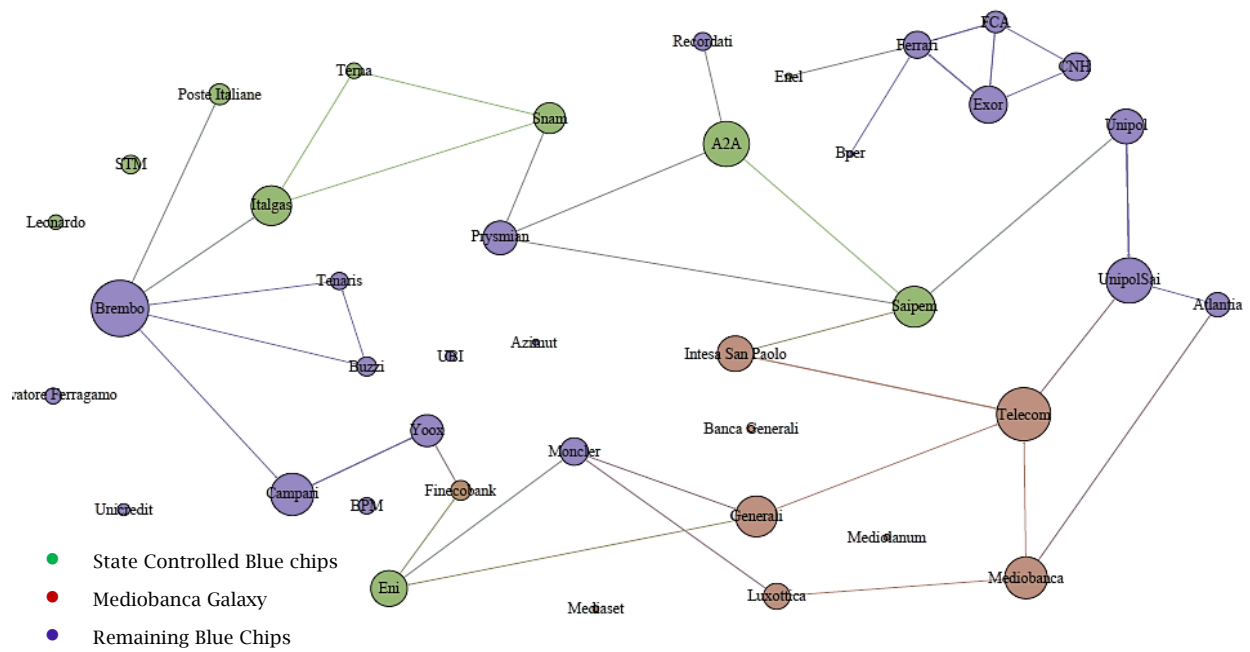 FCA
Recordati
Ferrari
Terna
Enel
CNH
Poste Italiane
Exor
Snam
Unipol
A2A
Bper
STM
Italgas
Leonardo
Prysmian
Tenaris
UnipolSai
Brembo
Saipem
Atlantia
Azimut
UBI
Intesa San Paolo
Buzzi
vatore Ferragamo
Telecom
Yoox
Banca Generali
Moncler
Finecobank
Campari
BPM
Unicredit
Generali
Mediolanum
State Controlled Blue chips
Mediobanca
Eni
Luxottica
Mediobanca Galaxy
Mediaset
Remaining Blue Chips